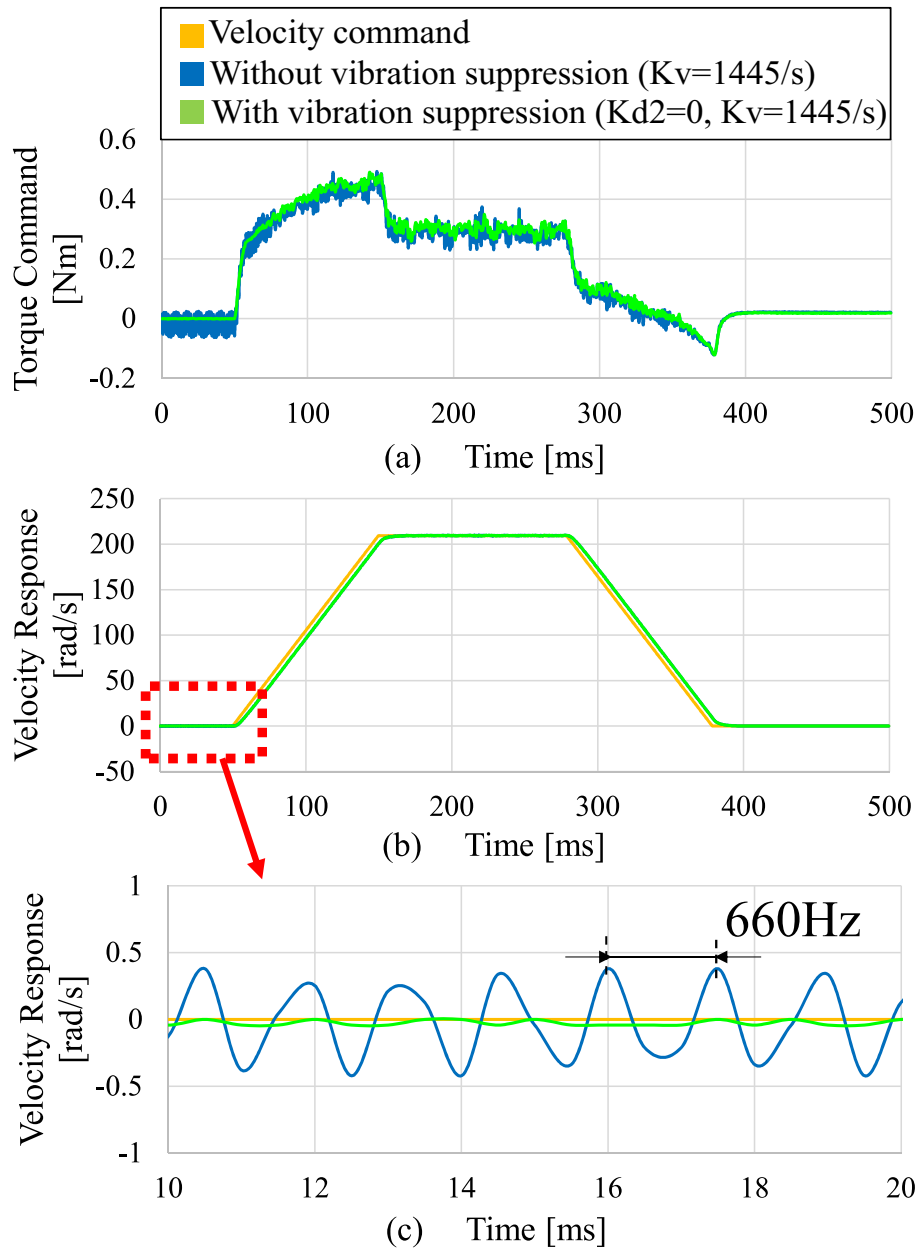 Velocity command
Without vibration suppression (Kv=1445/s)
With vibration suppression (Kd2=0, Kv=1445/s)
Torque Command
[Nm]
0.6
0.4
0.2
0
-0.2
0 100 200 300 400 500
(a) Time [ms]
Velocity Response
[rad/s]
250
200
150
100
50
0
-50
0 100 200 300 400 500
(b) Time [ms]
Velocity Response
[rad/s]
1
0.5
0
-0.5
-1
660Hz
10 12 14 16 18 20
(c) Time [ms]